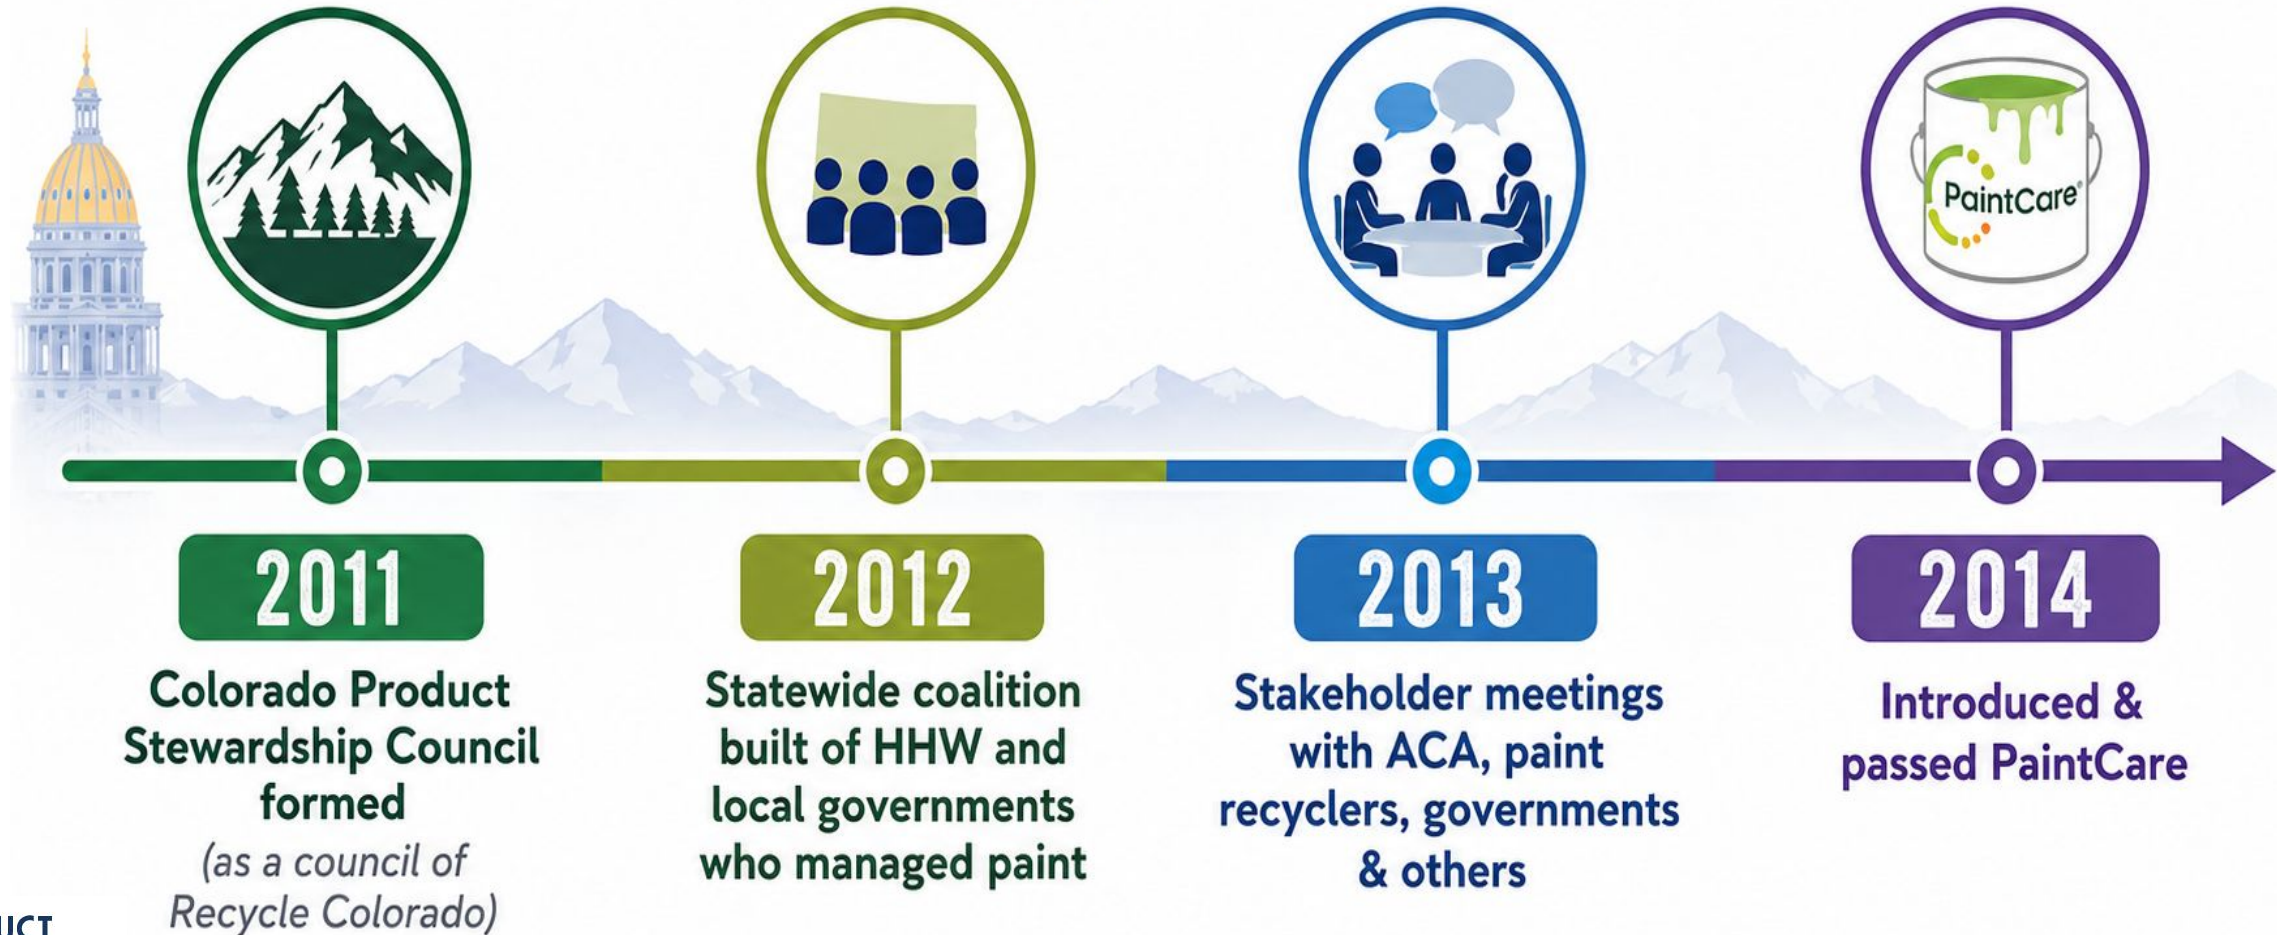 PaintCare®
2011
Colorado Product
Stewardship Council
formed
(as a council of
Recycle Colorado)
2012
Statewide coalition
built of HHW and
local governments
who managed paint
2013
Stakeholder meetings
with ACA, paint
recyclers, governments
& others
2014
Introduced &
passed PaintCare